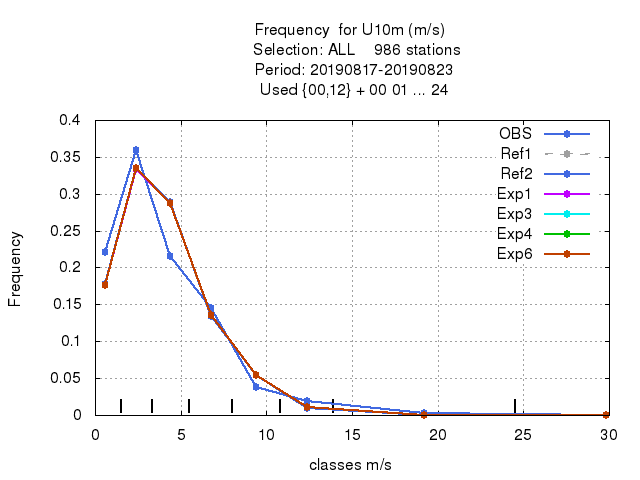 Frequency  for U10m (m/s)
Selection: ALL    986 stations
Period: 20190817-20190823
Used {00,12} + 00 01 ... 24
0.4
0.35
0.3
0.25
0.2
0.15
0.1
0.05
0
Frequency
OBS
Ref1
Ref2
Exp1
Exp3
Exp4
Exp6
0 5 10 15 20 25 30
classes m/s